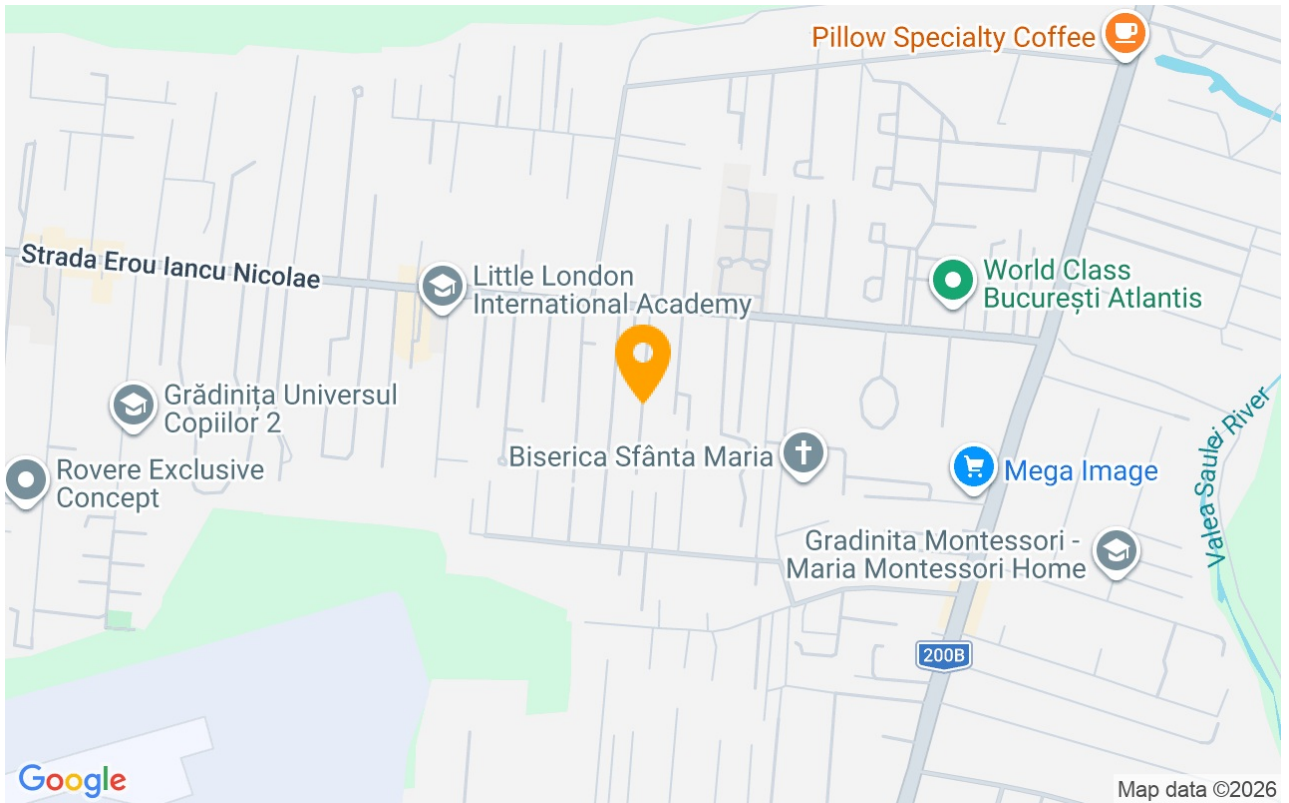 Pillow Specialty Coffee
Strada Erou Iancu Nicolae
Little London
International Academy
World Class
București Atlantis
Grădinița Universul
Copiilor 2
Rovere Exclusive
Concept
Biserica Sfânta Maria
Mega Image
Valea Saulei River
Gradinita Montessori -
Maria Montessori Home
200B
Google
Map data ©2026